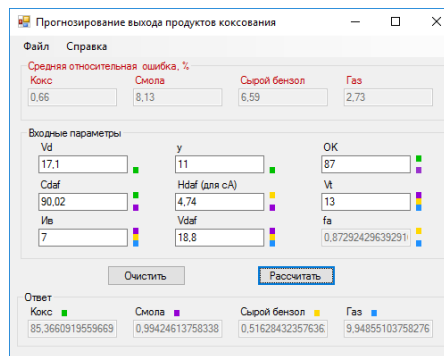 Прогнозирование выхода продуктов коксования
Файл Справка
Средняя относительная ошибка, %
Кокс Смола Сырой бензол Газ
0,66 8,13 6,59 2,73
Входные параметры
Vd y OK
17,1 11 87
Cdaf Hdaf (для cA) Vt
90,02 4,74 13
Ив Vdaf fa
7 18,8 0,8729242963929
Очистить Рассчитать
Ответ
Кокс Смола Сырой бензол Газ
85,3660919559669 0,99424613758338 0,51628432357636 9,94855103758276